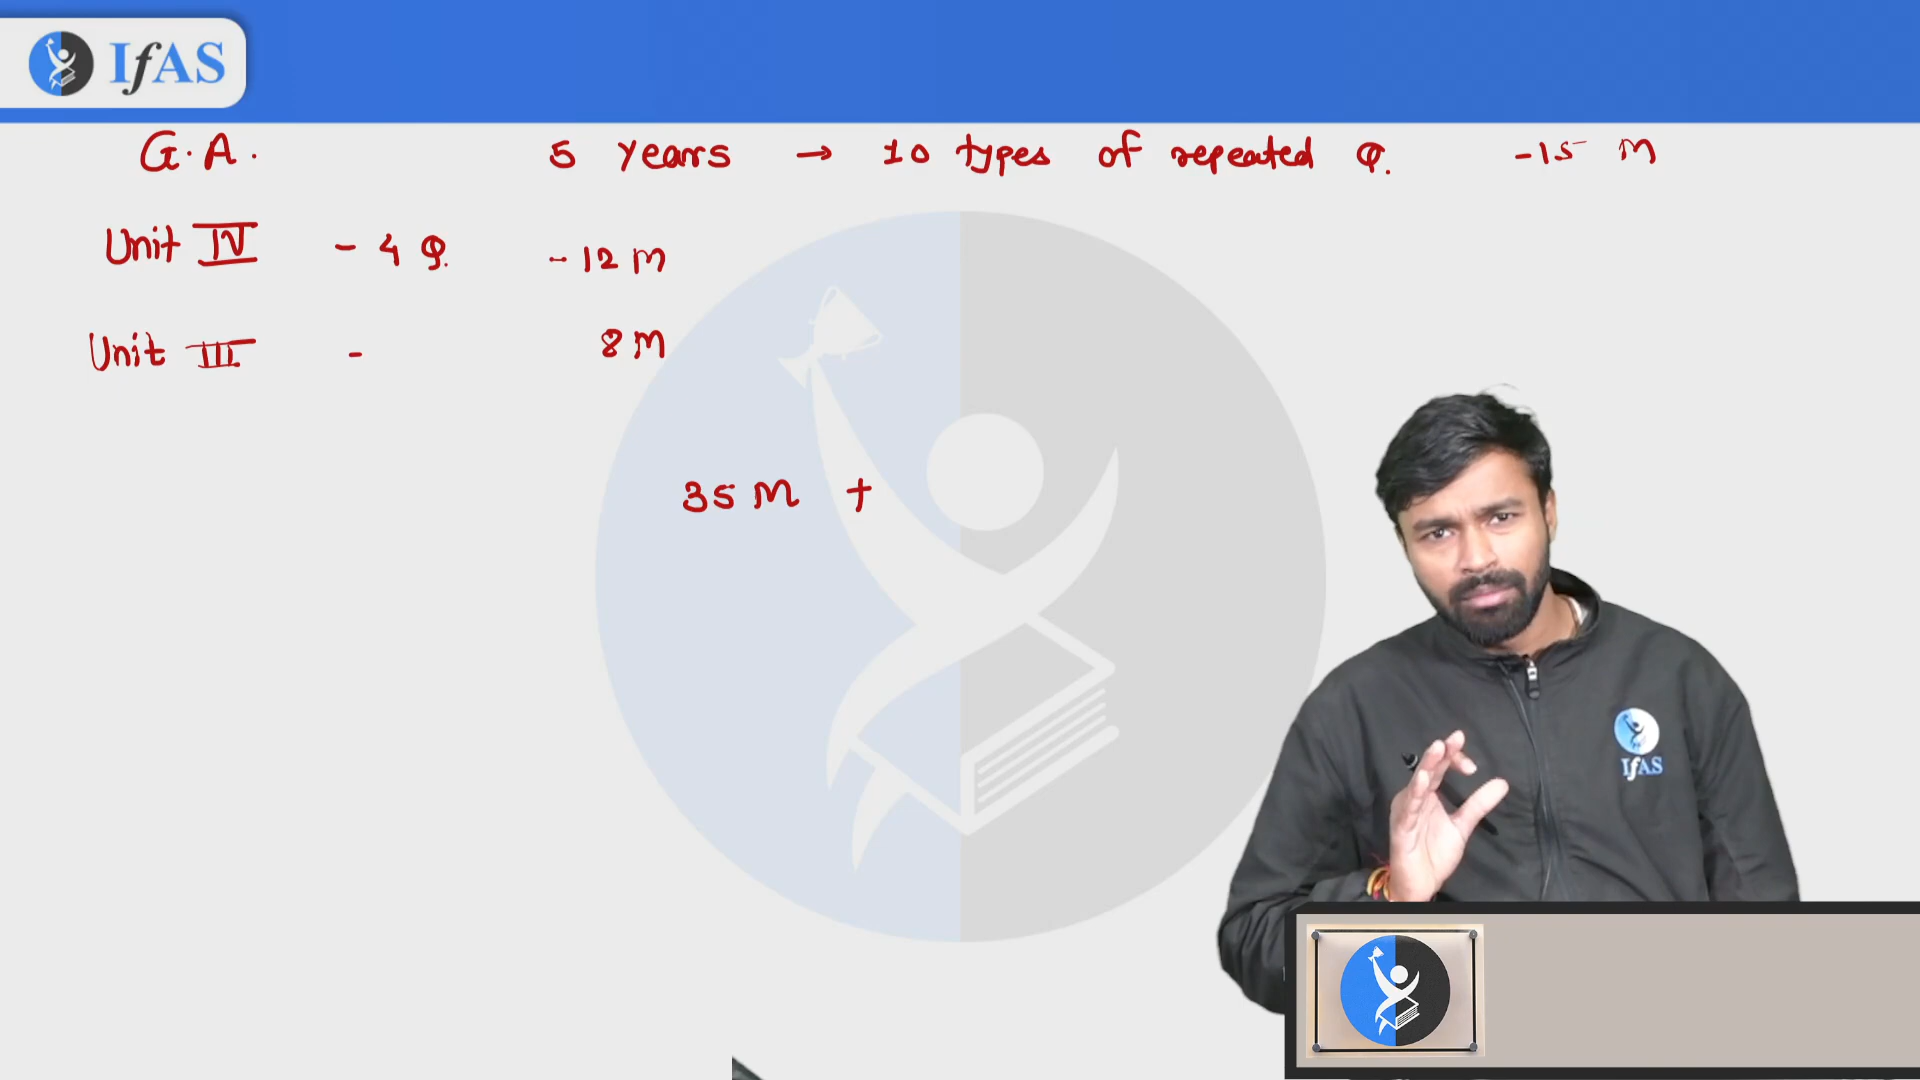 IfAS
G.A. 5 years → 10 types of repeated Q. -15 M
Unit IV - 4 Q. - 12 M
Unit III - 8 M
35 M +
IfAS